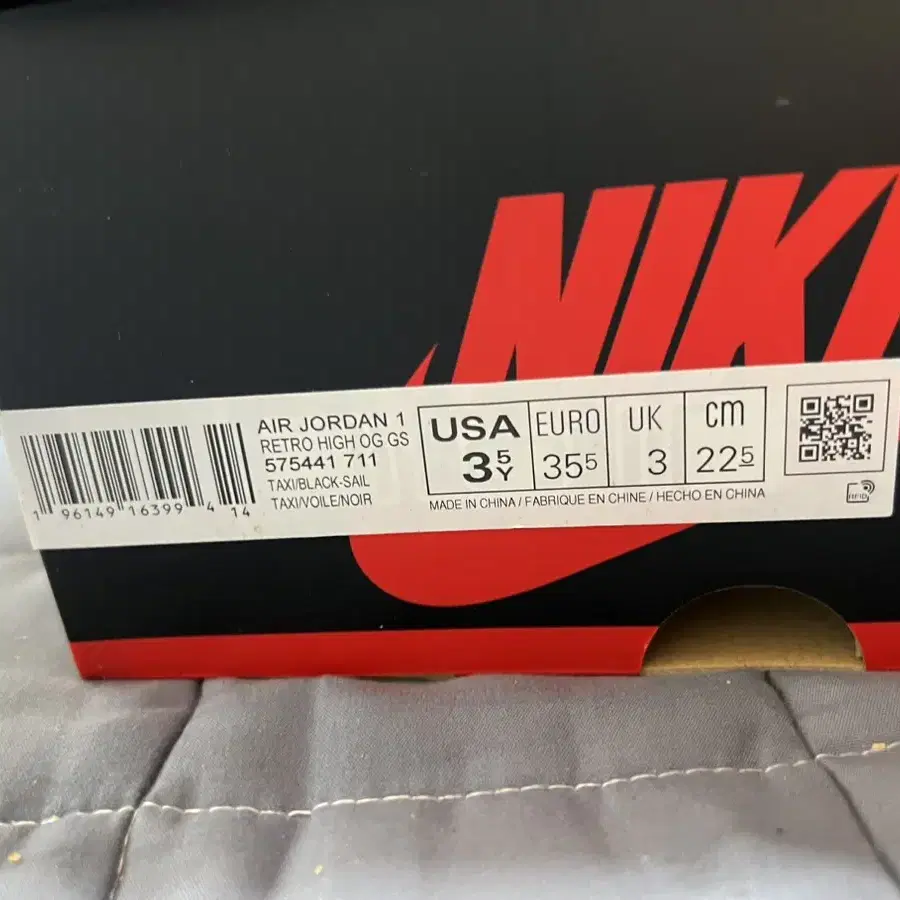 NIK
AIR JORDAN 1
RETRO HIGH OG GS
575441 711
TAXI/BLACK-SAIL
TAXI/VOILE/NOIR
1 96149 16399 4 14
USA EURO UK cm
3 5 Y 35 5 3 22 5
MADE IN CHINA / FABRIQUE EN CHINE / HECHO EN CHINA
RFID